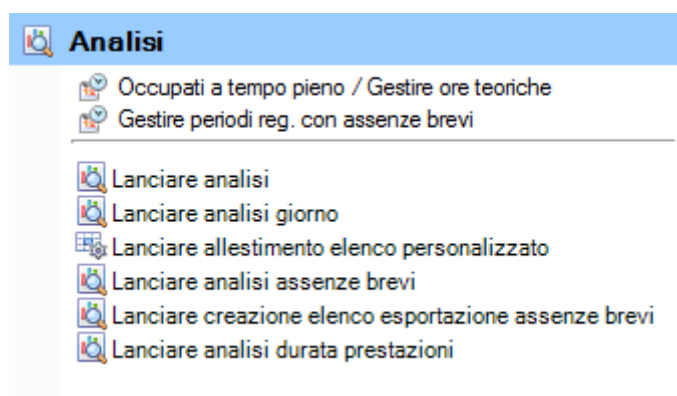 Analisi
Occupati a tempo pieno / Gestire ore teoriche
Gestire periodi reg. con assenze brevi
Lanciare analisi
Lanciare analisi giorno
Lanciare allestimento elenco personalizzato
Lanciare analisi assenze brevi
Lanciare creazione elenco esportazione assenze brevi
Lanciare analisi durata prestazioni